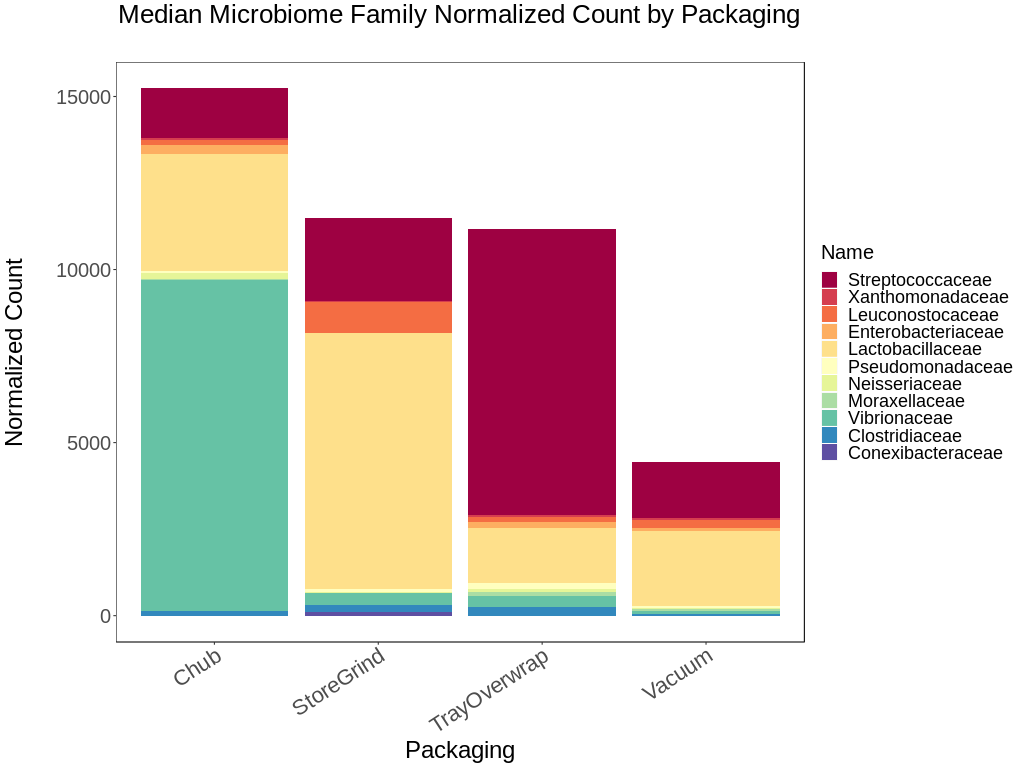 Median Microbiome Family Normalized Count by Packaging
15000
10000
5000
0
Normalized Count
Chub
StoreGrind
TrayOverwrap
Vacuum
Packaging
Name
Streptococcaceae
Xanthomonadaceae
Leuconostocaceae
Enterobacteriaceae
Lactobacillaceae
Pseudomonadaceae
Neisseriaceae
Moraxellaceae
Vibrionaceae
Clostridiaceae
Conexibacteraceae